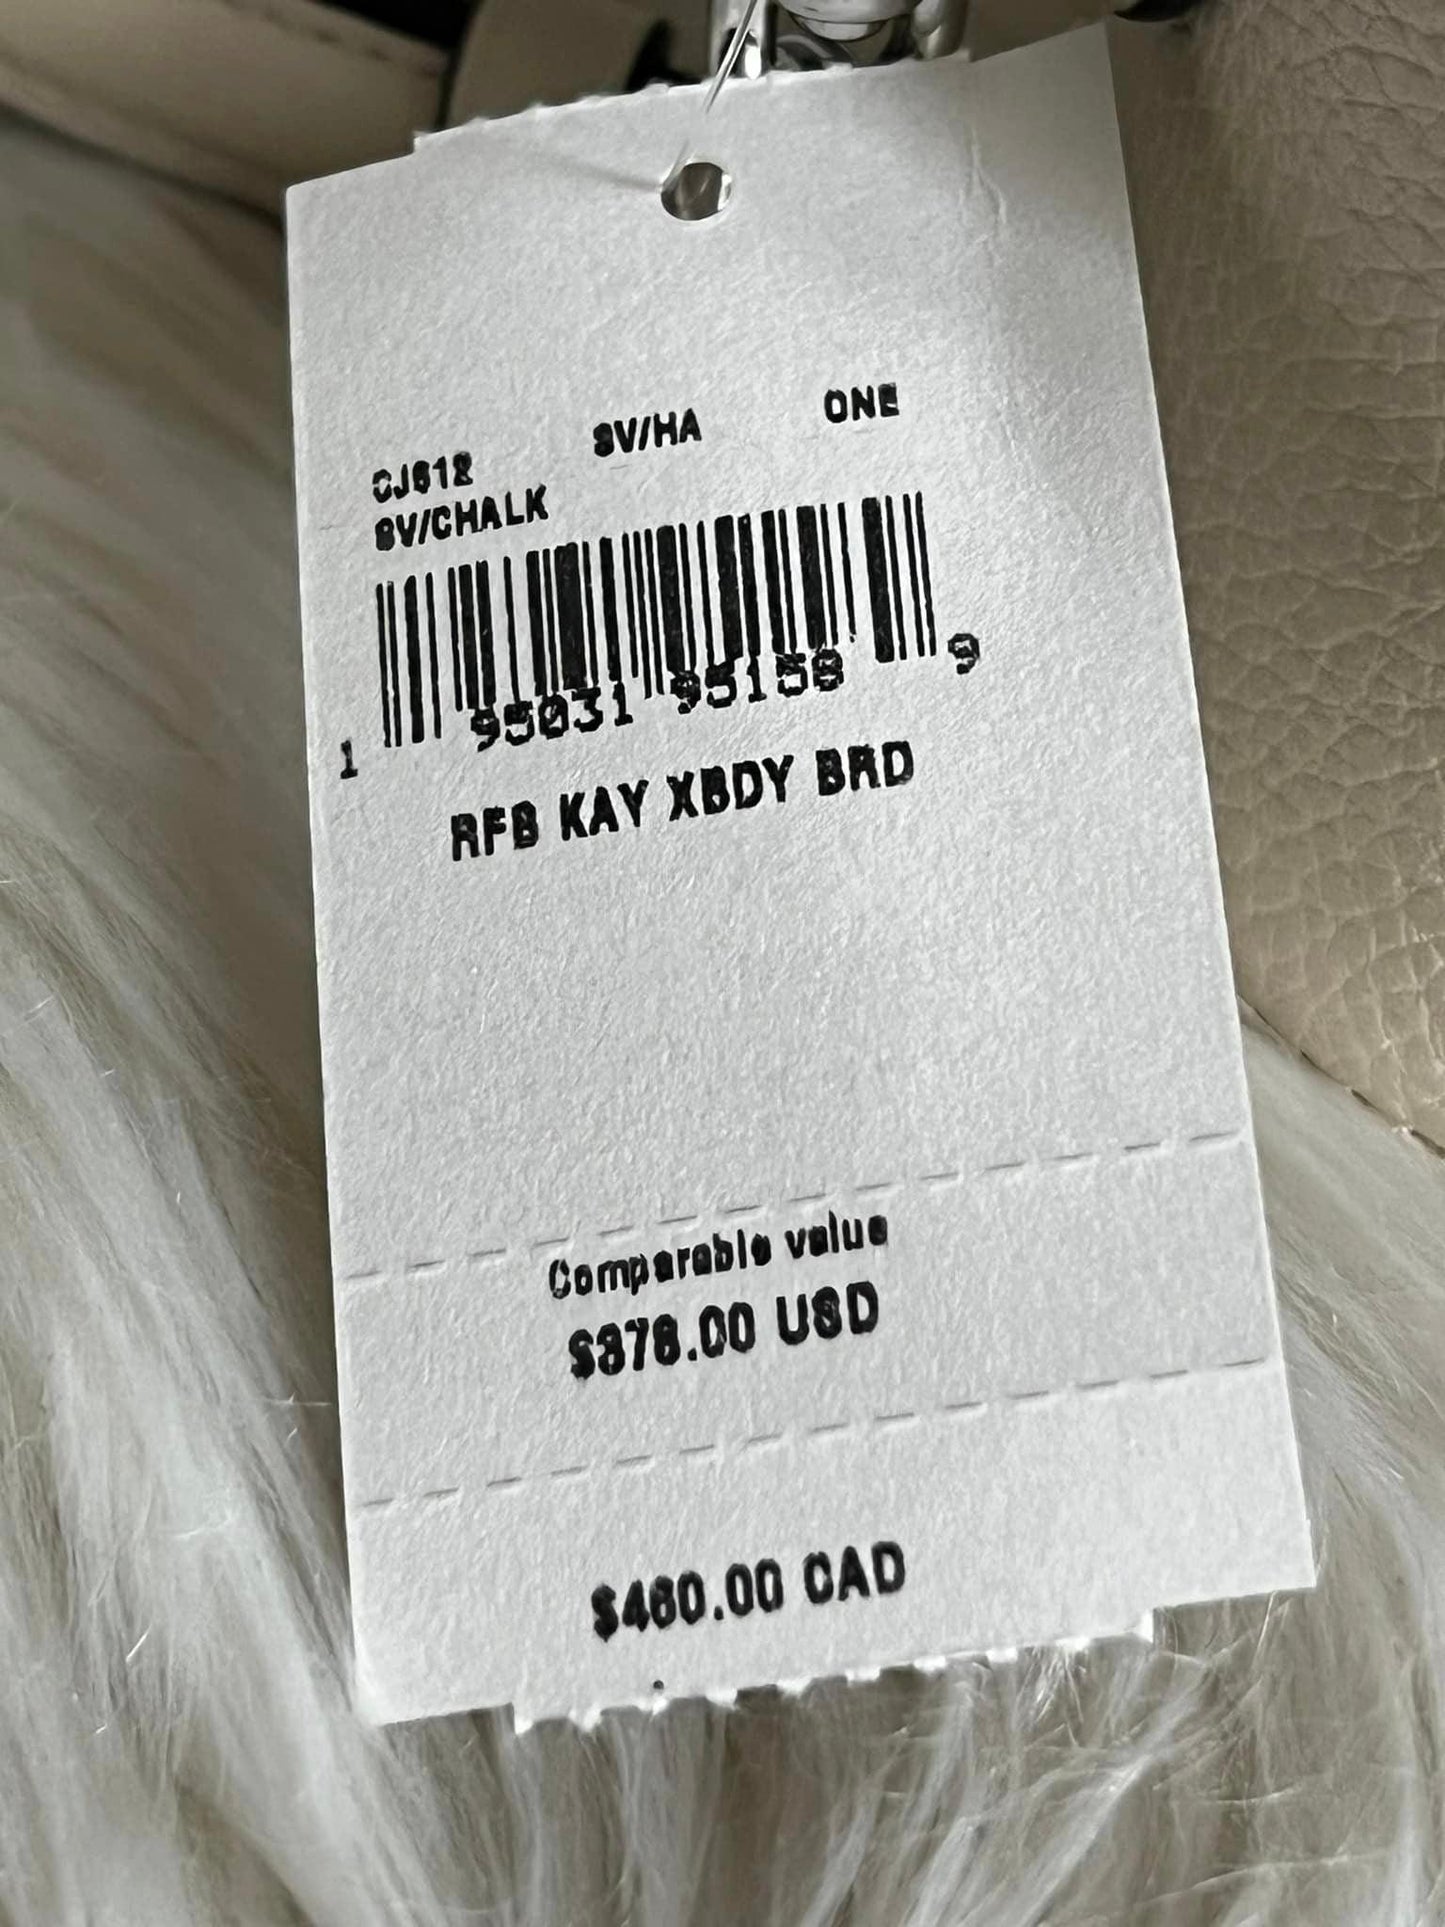 SV/HA
ONE
CJ612
SV/CHALK
1 95031 95158 9
RFB KAY XBDY BRD
Comparable value
$378.00 USD
$460.00 CAD